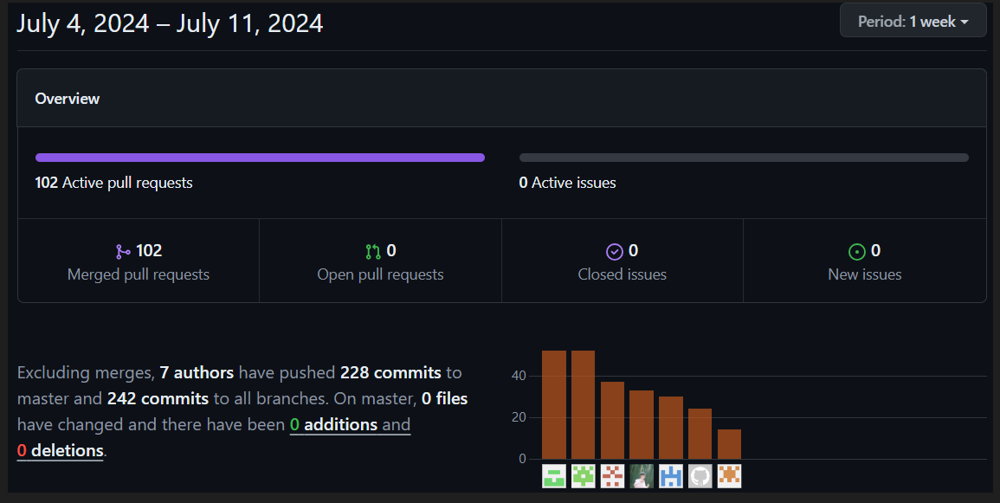 July 4, 2024 – July 11, 2024
Period: 1 week
Overview
102 Active pull requests
0 Active issues
102
Merged pull requests
0
Open pull requests
0
Closed issues
0
New issues
Excluding merges, 7 authors have pushed 228 commits to
master and 242 commits to all branches. On master, 0 files
have changed and there have been 0 additions and
0 deletions.
40
20
0